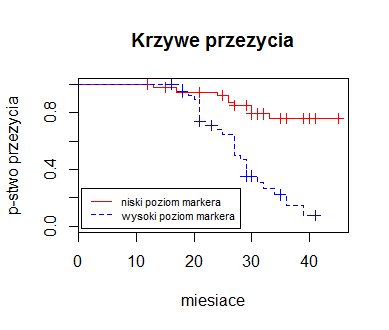 Krzywe przezycia
p-stwo przezycia
0.8
0.4
0.0
niski poziom markera
wysoki poziom markera
0 10 20 30 40
miesiace